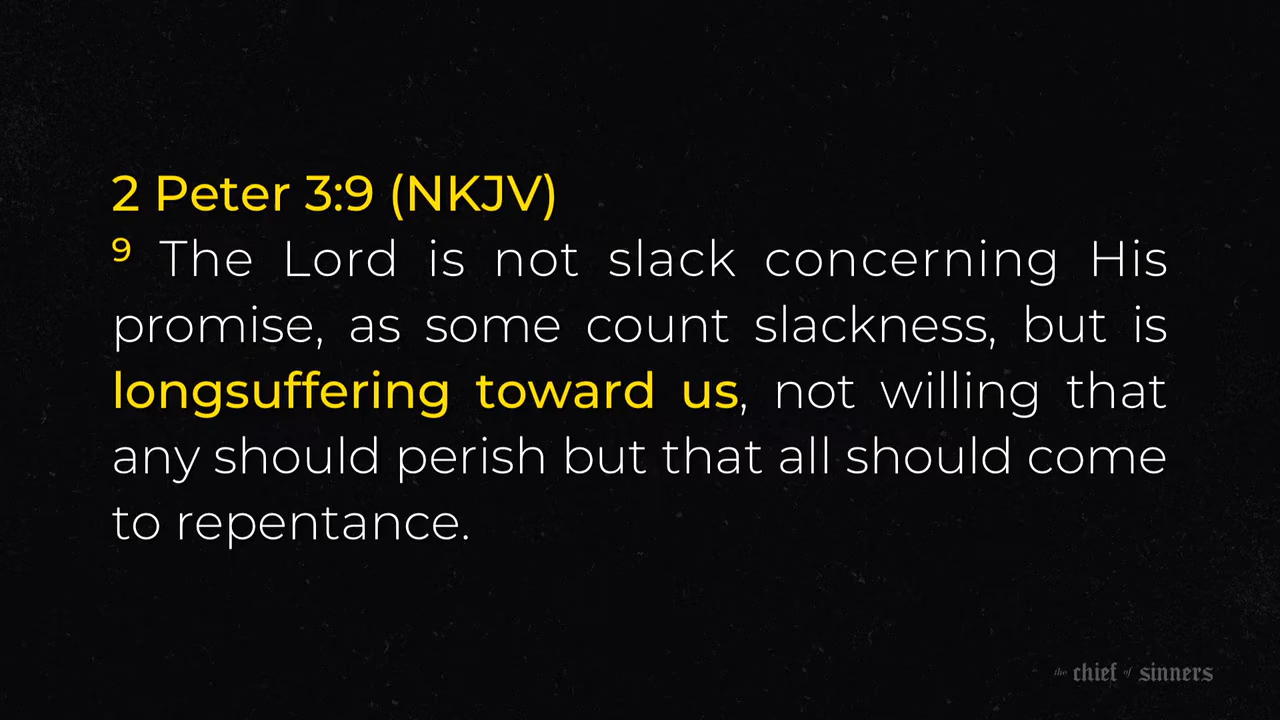 2 Peter 3:9 (NKJV)
9 The Lord is not slack concerning His
promise, as some count slackness, but is
longsuffering toward us, not willing that
any should perish but that all should come
to repentance.
the chief of sinners